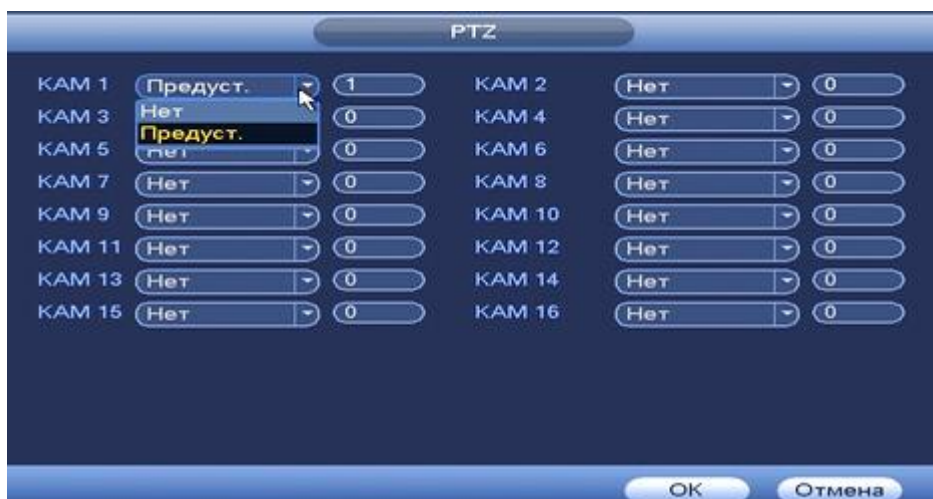 PTZ
КАМ 1 Предуст. 1 КАМ 2 Нет 0
КАМ 3 Нет 0 КАМ 4 Нет 0
Предуст.
КАМ 5 Нет 0 КАМ 6 Нет 0
КАМ 7 Нет 0 КАМ 8 Нет 0
КАМ 9 Нет 0 КАМ 10 Нет 0
КАМ 11 Нет 0 КАМ 12 Нет 0
КАМ 13 Нет 0 КАМ 14 Нет 0
КАМ 15 Нет 0 КАМ 16 Нет 0
OK Отмена